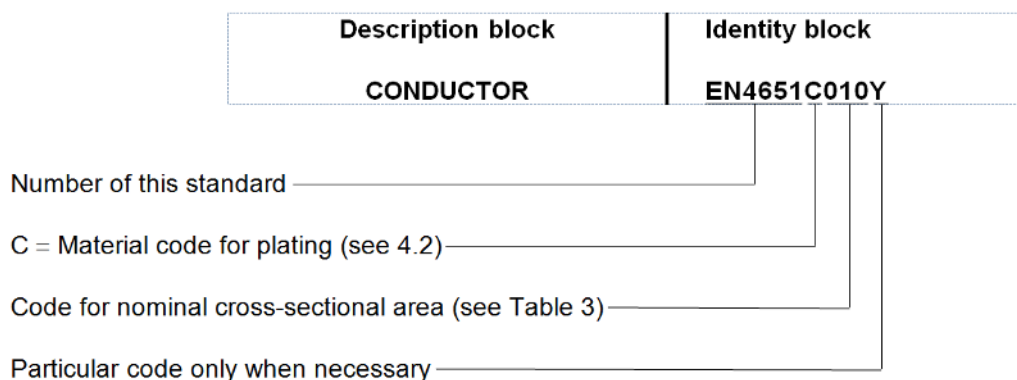 Description block Identity block
CONDUCTOR EN4651C010Y
Number of this standard
C = Material code for plating (see 4.2)
Code for nominal cross-sectional area (see Table 3)
Particular code only when necessary